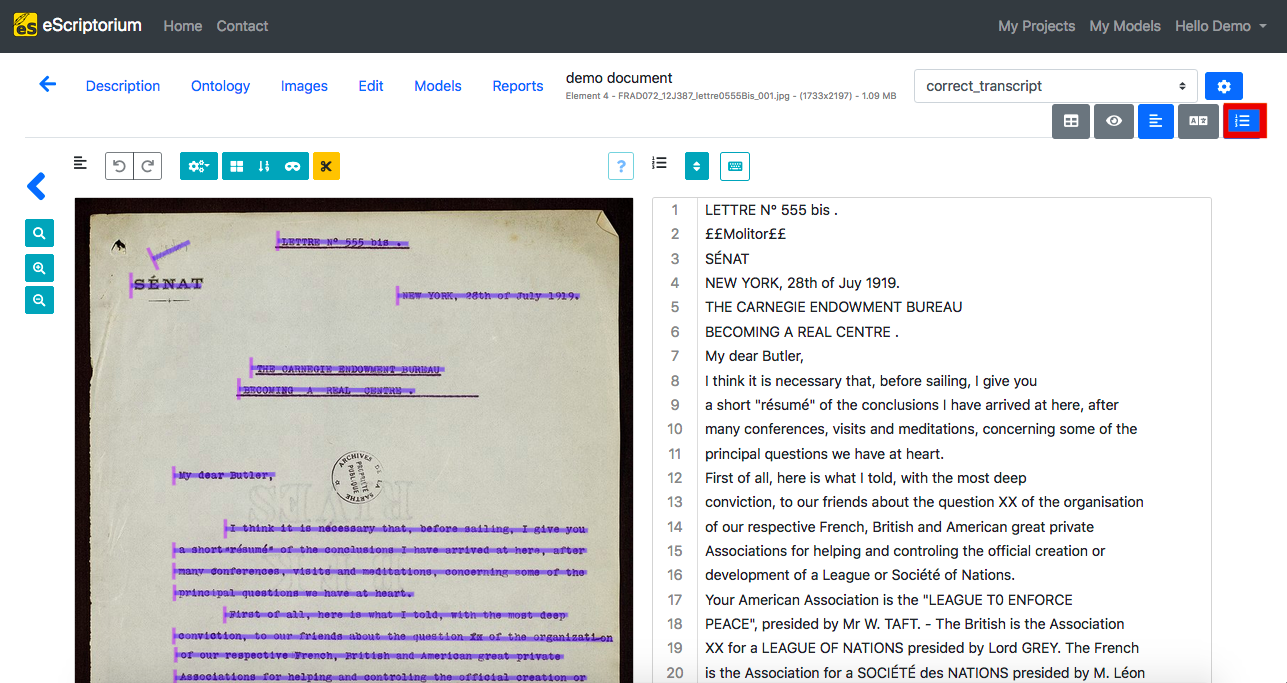 eScriptorium Home Contact My Projects My Models Hello Demo
Description Ontology Images Edit Models Reports
demo document
Element 4 - FRAD072_12J387_lettre0555Bis_001.jpg - (1733x2197) - 1.09 MB
correct_transcript
LETTRE Nº 555 bis .
SÉNAT
NEW YORK, 28th of July 1919.
THE CARNEGIE ENDOWMENT BUREAU
BECOMING A REAL CENTRE .
My dear Butler,
ARCHIVES DE LA SARTHE
PROPRIÉTÉ PUBLIQUE
I think it is necessary that, before sailing, I give you
a short "résumé" of the conclusions I have arrived at here, after
many conferences, visits and meditations, concerning some of the
principal questions we have at heart.
First of all, here is what I told, with the most deep
conviction, to our friends about the question xx of the organization
of our respective French, British and American great private
Associations for helping and controling the official creation or
1 LETTRE Nº 555 bis .
2 ££Molitor££
3 SÉNAT
4 NEW YORK, 28th of Juy 1919.
5 THE CARNEGIE ENDOWMENT BUREAU
6 BECOMING A REAL CENTRE .
7 My dear Butler,
8 I think it is necessary that, before sailing, I give you
9 a short "résumé" of the conclusions I have arrived at here, after
10 many conferences, visits and meditations, concerning some of the
11 principal questions we have at heart.
12 First of all, here is what I told, with the most deep
13 conviction, to our friends about the question XX of the organisation
14 of our respective French, British and American great private
15 Associations for helping and controling the official creation or
16 development of a League or Société of Nations.
17 Your American Association is the "LEAGUE T0 ENFORCE
18 PEACE", presided by Mr W. TAFT. - The British is the Association
19 XX for a LEAGUE OF NATIONS presided by Lord GREY. The French
20 is the Association for a SOCIÉTÉ des NATIONS presided by M. Léon